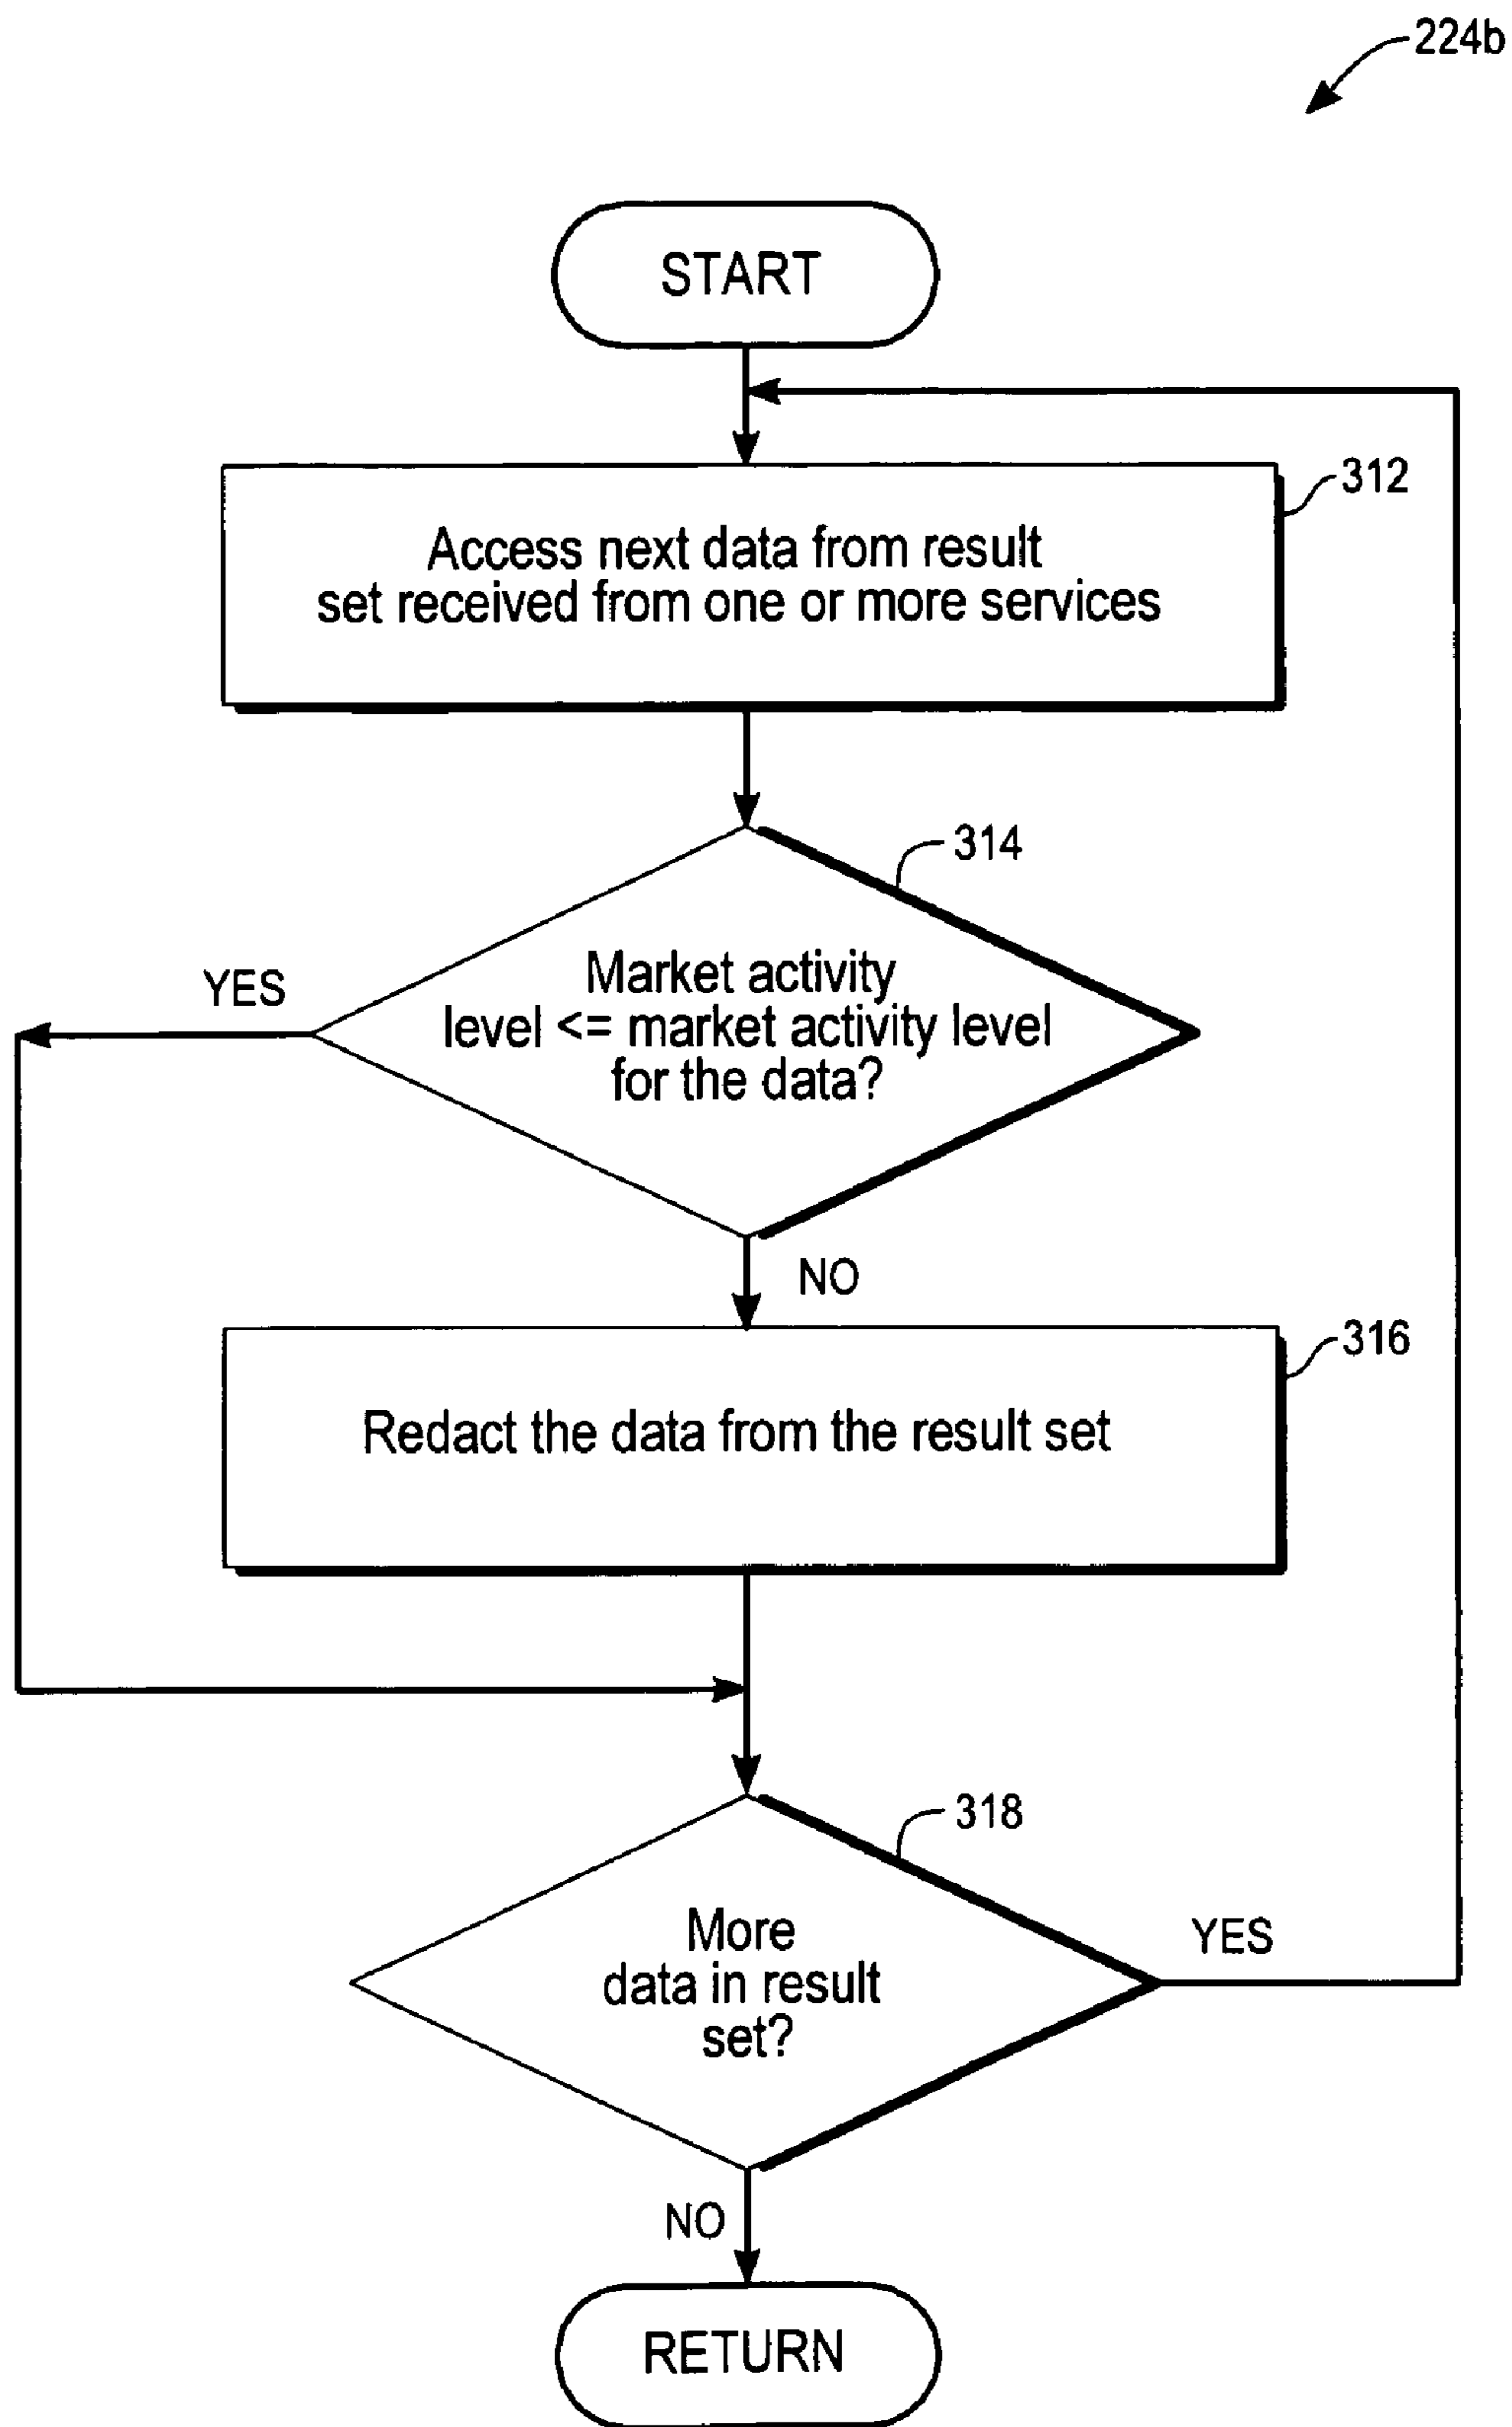 224b
START
312
Access next data from result
set received from one or more services
314
YES
Market activity
level <= market activity level
for the data?
NO
316
Redact the data from the result set
318
More
data in result
set?
YES
NO
RETURN